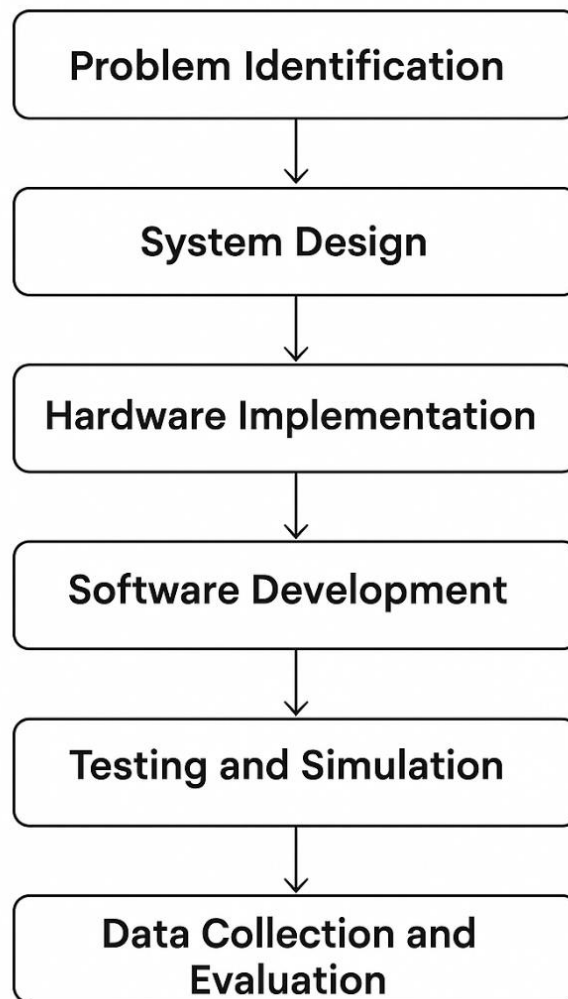 Problem Identification
System Design
Hardware Implementation
Software Development
Testing and Simulation
Data Collection and
Evaluation